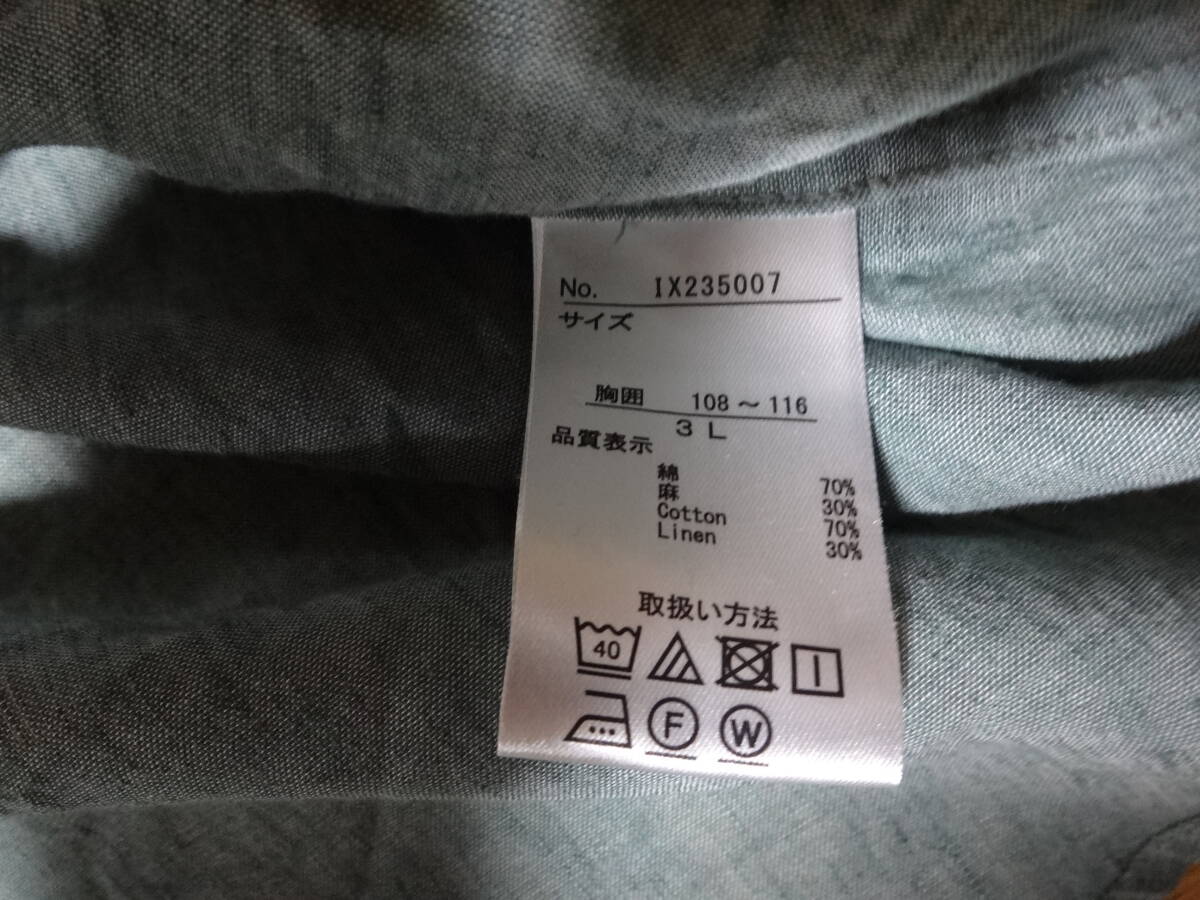 No. IX235007
サイズ
胸囲 108～116
3L
品質表示
綿 70%
麻 30%
Cotton 70%
Linen 30%
取扱い方法
40
F W